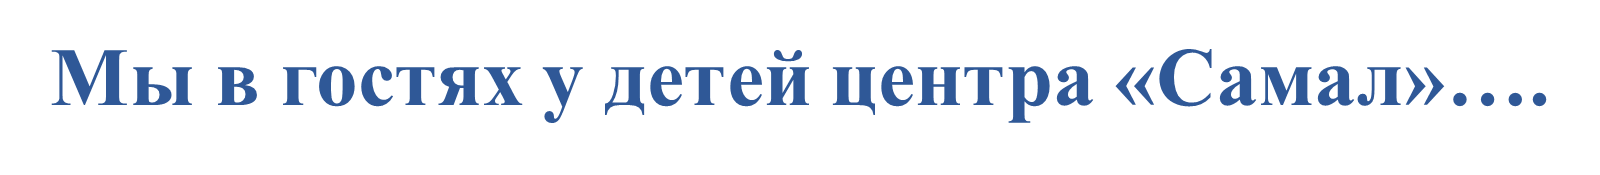 Мы в гостях у детей центра «Самал»….